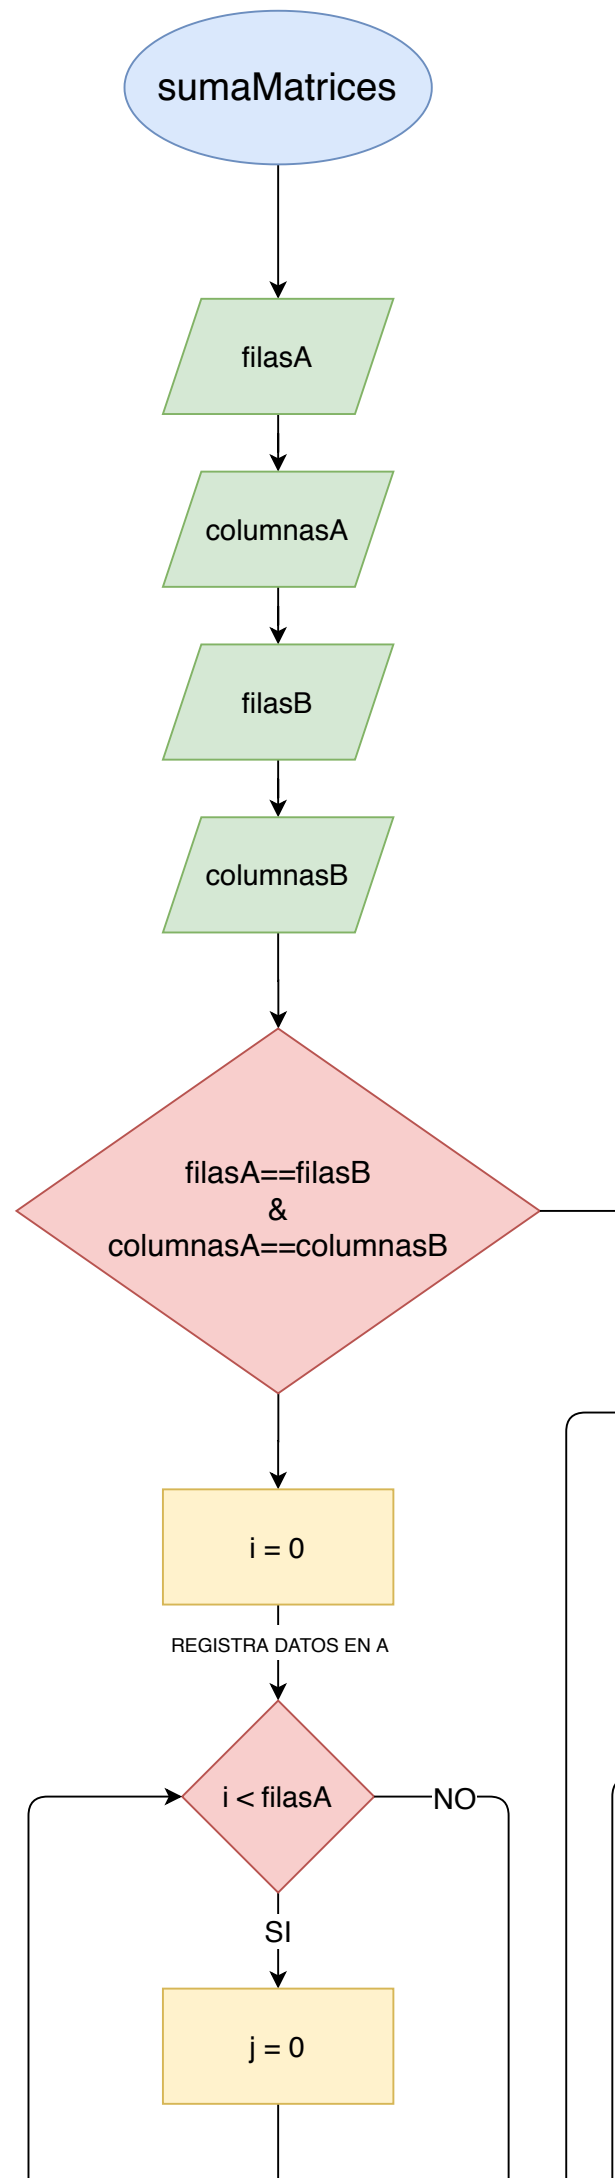 sumaMatrices
filasA
columnasA
filasB
columnasB
filasA==filasB
&
columnasA==columnasB
i = 0
REGISTRA DATOS EN A
i < filasA
NO
SI
j = 0